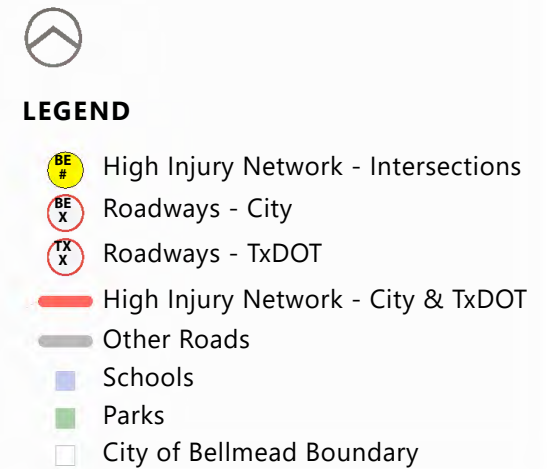 LEGEND
BE
#
High Injury Network - Intersections
BE
X
Roadways - City
TX
X
Roadways - TxDOT
High Injury Network - City & TxDOT
Other Roads
Schools
Parks
City of Bellmead Boundary